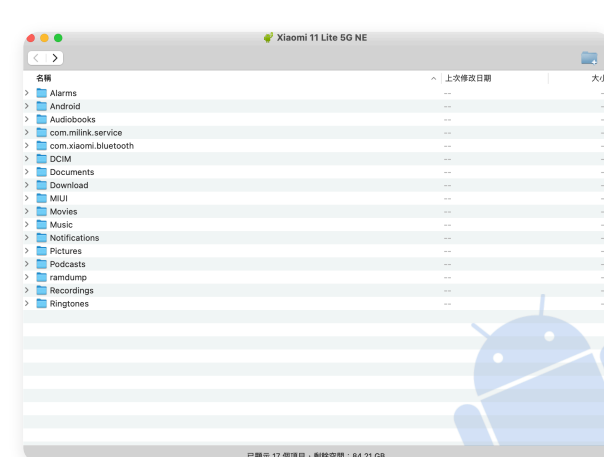 Xiaomi 11 Lite 5G NE
名稱 上次修改日期 大小
Alarms --
Android --
Audiobooks --
com.milink.service --
com.xiaomi.bluetooth --
DCIM --
Documents --
Download --
MIUI --
Movies --
Music --
Notifications --
Pictures --
Podcasts --
ramdump --
Recordings --
Ringtones --
已顯示 17 個項目，剩餘空間：84.21 GB